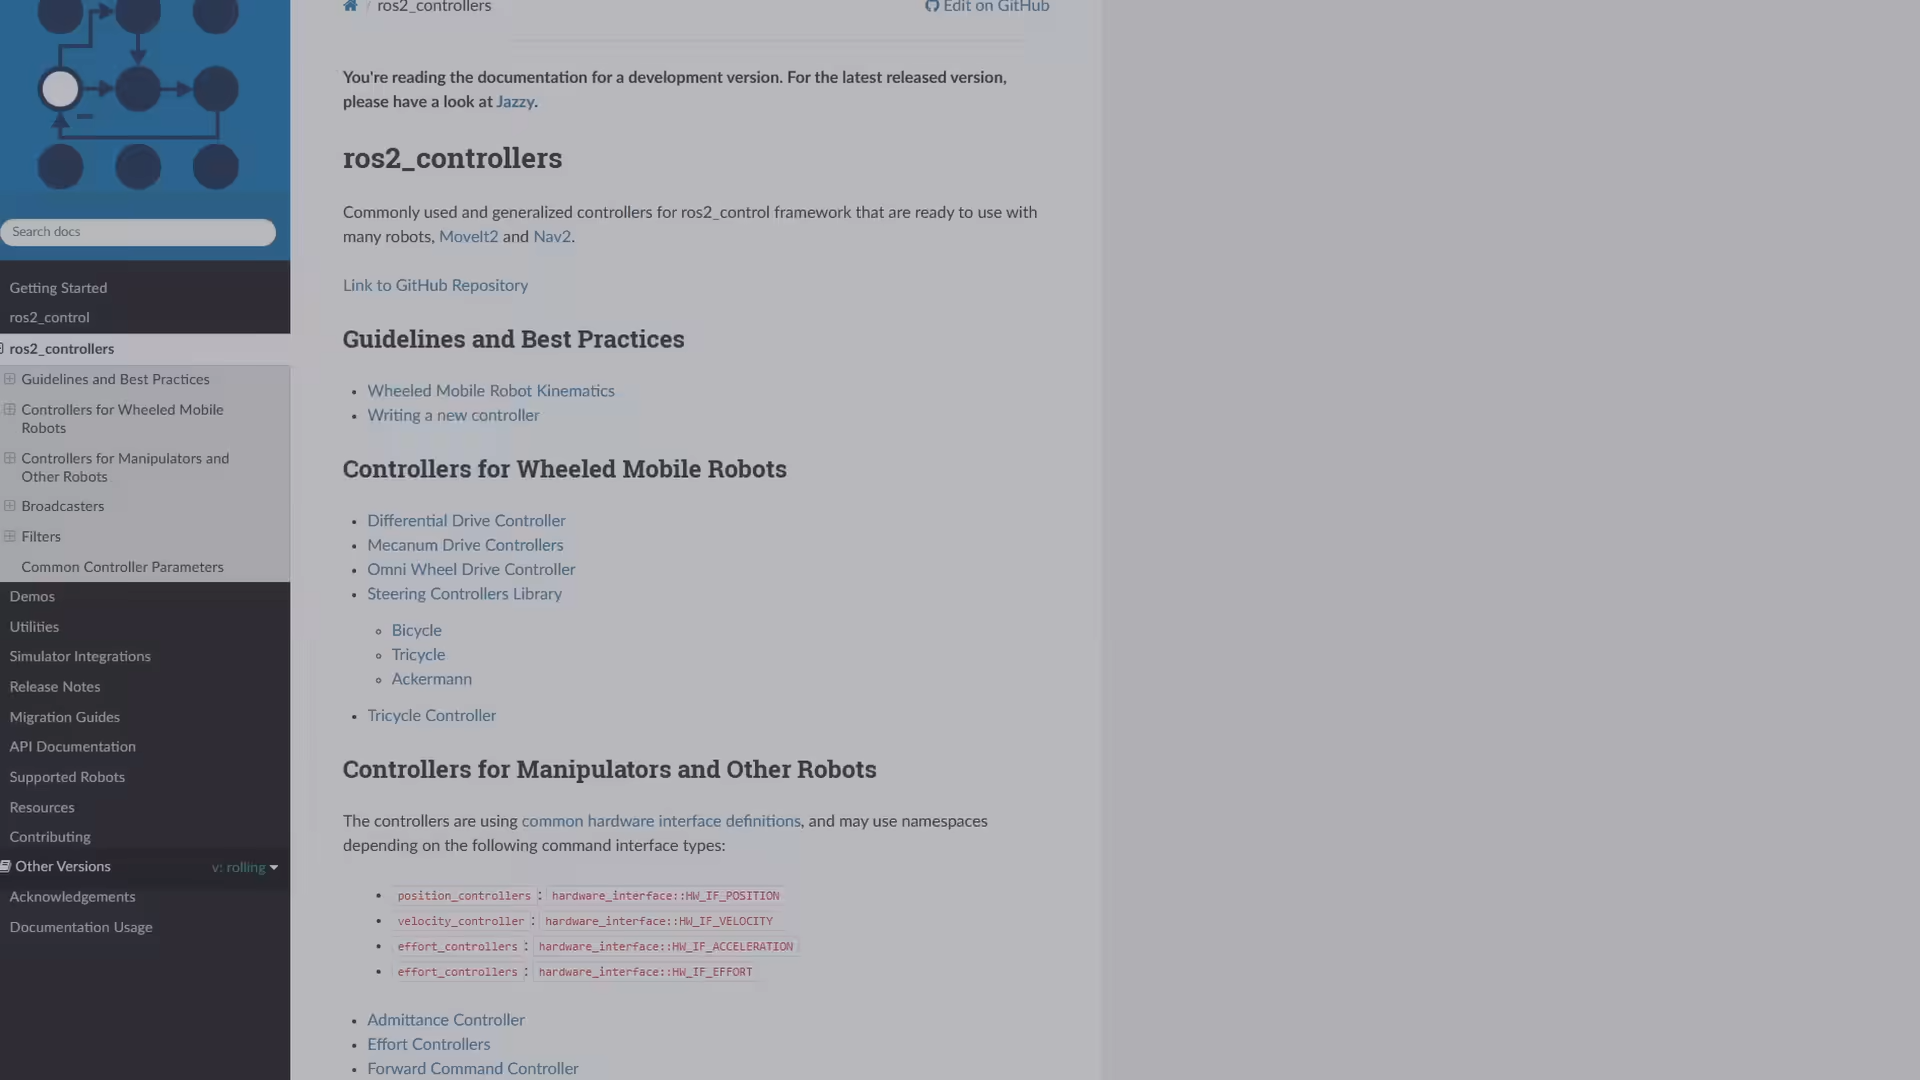 ros2_controllers
Edit on GitHub
You're reading the documentation for a development version. For the latest released version,
please have a look at Jazzy.
ros2_controllers
Commonly used and generalized controllers for ros2_control framework that are ready to use with
many robots, MoveIt2 and Nav2.
Link to GitHub Repository
Guidelines and Best Practices
Wheeled Mobile Robot Kinematics
Writing a new controller
Controllers for Wheeled Mobile Robots
Differential Drive Controller
Mecanum Drive Controllers
Omni Wheel Drive Controller
Steering Controllers Library
Bicycle
Tricycle
Ackermann
Tricycle Controller
Controllers for Manipulators and Other Robots
The controllers are using common hardware interface definitions, and may use namespaces
depending on the following command interface types:
position_controllers : hardware_interface::HW_IF_POSITION
velocity_controller : hardware_interface::HW_IF_VELOCITY
effort_controllers : hardware_interface::HW_IF_ACCELERATION
effort_controllers : hardware_interface::HW_IF_EFFORT
Admittance Controller
Effort Controllers
Forward Command Controller
Search docs
Getting Started
ros2_control
ros2_controllers
Guidelines and Best Practices
Controllers for Wheeled Mobile
Robots
Controllers for Manipulators and
Other Robots
Broadcasters
Filters
Common Controller Parameters
Demos
Utilities
Simulator Integrations
Release Notes
Migration Guides
API Documentation
Supported Robots
Resources
Contributing
Other Versions v: rolling
Acknowledgements
Documentation Usage